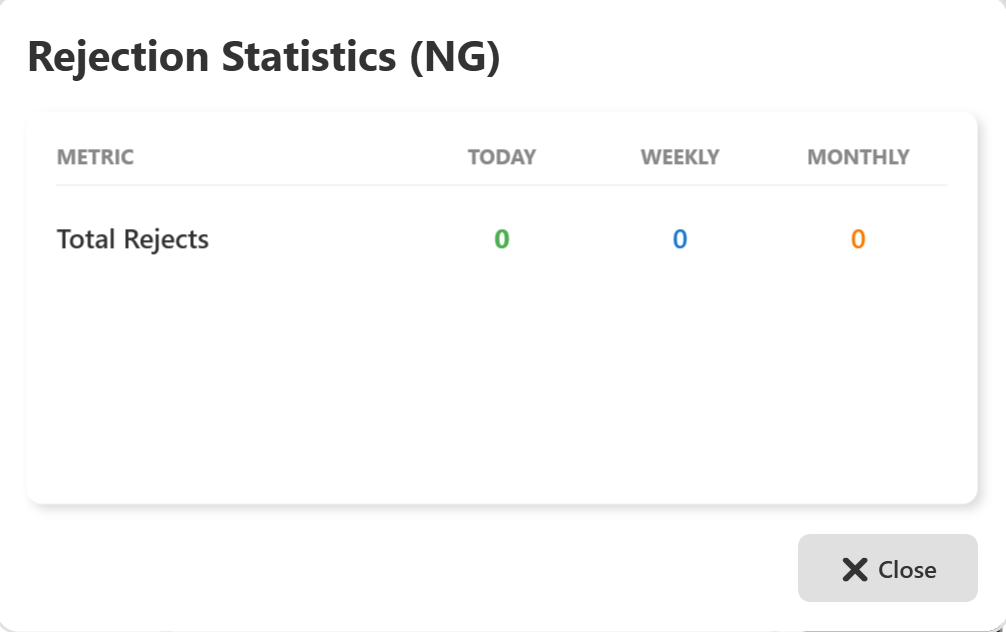 Rejection Statistics (NG)
METRIC TODAY WEEKLY MONTHLY
Total Rejects 0 0 0
Close